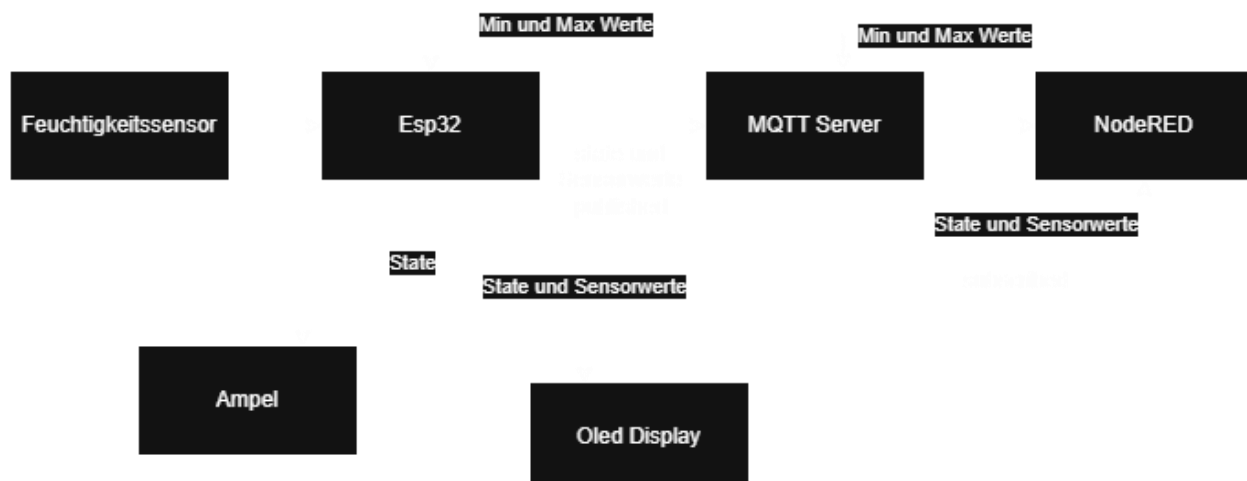 Min und Max Werte
Min und Max Werte
Feuchtigkeitssensor
Esp32
MQTT Server
NodeRED
State und Sensorwerte
State
State und Sensorwerte
Ampel
Oled Display